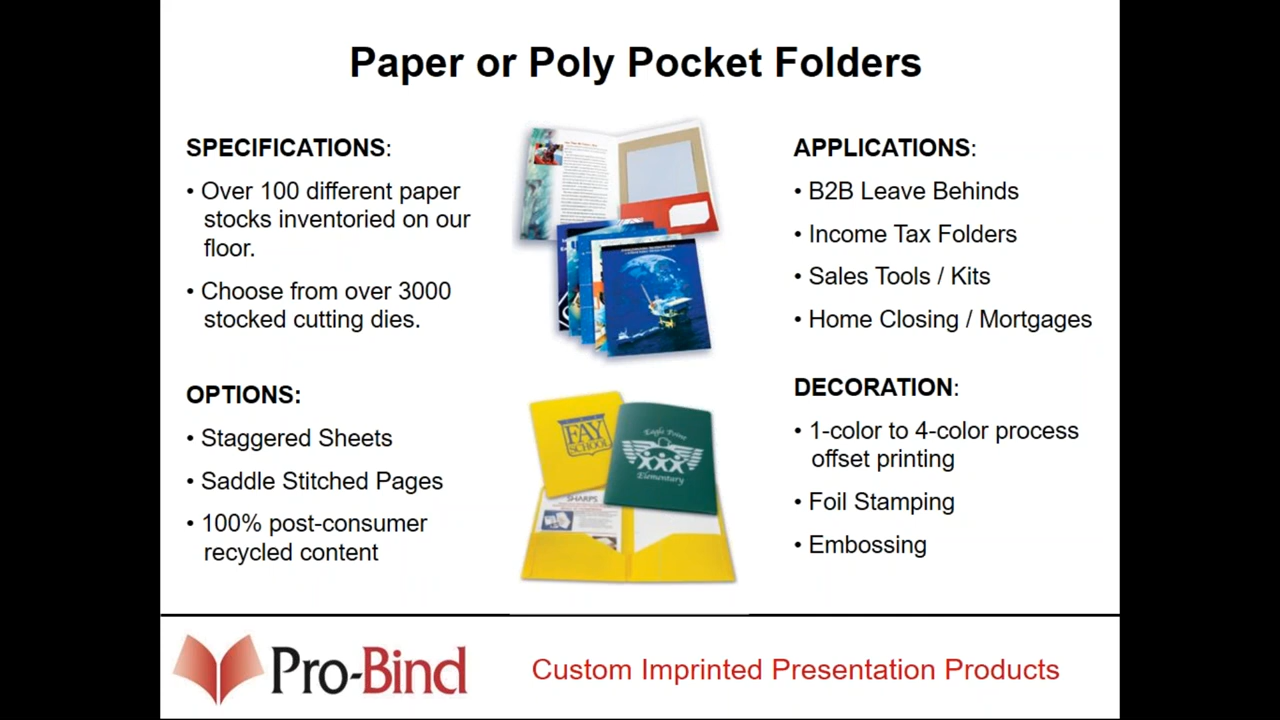 Paper or Poly Pocket Folders
SPECIFICATIONS:
• Over 100 different paper
stocks inventoried on our
floor.
• Choose from over 3000
stocked cutting dies.
OPTIONS:
• Staggered Sheets
• Saddle Stitched Pages
• 100% post-consumer
recycled content
FAY
SCHOOL
Eagle Point
Elementary
SHARPS
APPLICATIONS:
• B2B Leave Behinds
• Income Tax Folders
• Sales Tools / Kits
• Home Closing / Mortgages
DECORATION:
• 1-color to 4-color process
offset printing
• Foil Stamping
• Embossing
Pro-Bind
Custom Imprinted Presentation Products